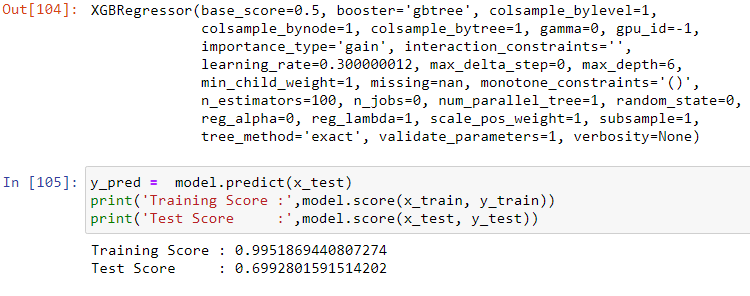 Out[104]: XGBRegressor(base_score=0.5, booster='gbtree', colsample_bylevel=1,
colsample_bynode=1, colsample_bytree=1, gamma=0, gpu_id=-1,
importance_type='gain', interaction_constraints='',
learning_rate=0.300000012, max_delta_step=0, max_depth=6,
min_child_weight=1, missing=nan, monotone_constraints='()',
n_estimators=100, n_jobs=0, num_parallel_tree=1, random_state=0,
reg_alpha=0, reg_lambda=1, scale_pos_weight=1, subsample=1,
tree_method='exact', validate_parameters=1, verbosity=None)
In [105]: y_pred =  model.predict(x_test)
print('Training Score :',model.score(x_train, y_train))
print('Test Score     :',model.score(x_test, y_test))
Training Score : 0.9951869440807274
Test Score     : 0.6992801591514202